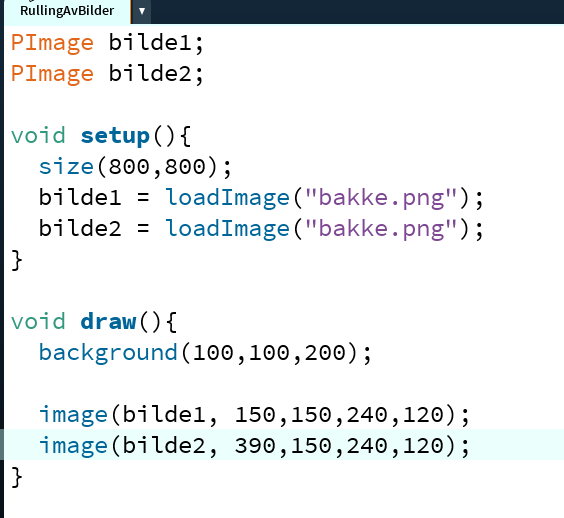 RullingAvBilder ▼
PImage bilde1;
PImage bilde2;

void setup(){
  size(800,800);
  bilde1 = loadImage("bakke.png");
  bilde2 = loadImage("bakke.png");
}

void draw(){
  background(100,100,200);

  image(bilde1, 150,150,240,120);
  image(bilde2, 390,150,240,120);
}